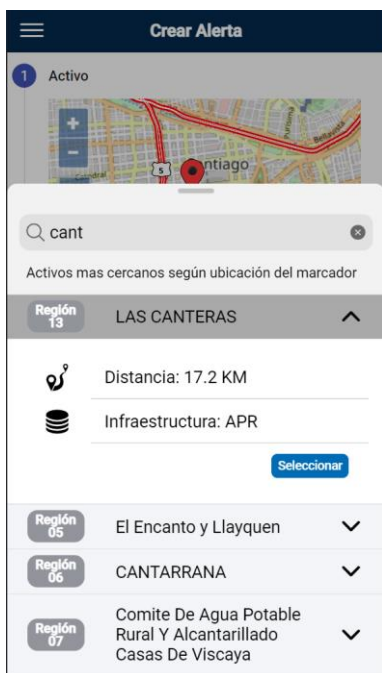 Crear Alerta
1 Activo
+
−
5
ntiago
Bellavista
cant
Activos mas cercanos según ubicación del marcador
Región
13
LAS CANTERAS
Distancia: 17.2 KM
Infraestructura: APR
Seleccionar
Región
05
El Encanto y Llayquen
Región
06
CANTARRANA
Región
07
Comite De Agua Potable
Rural Y Alcantarillado
Casas De Viscaya